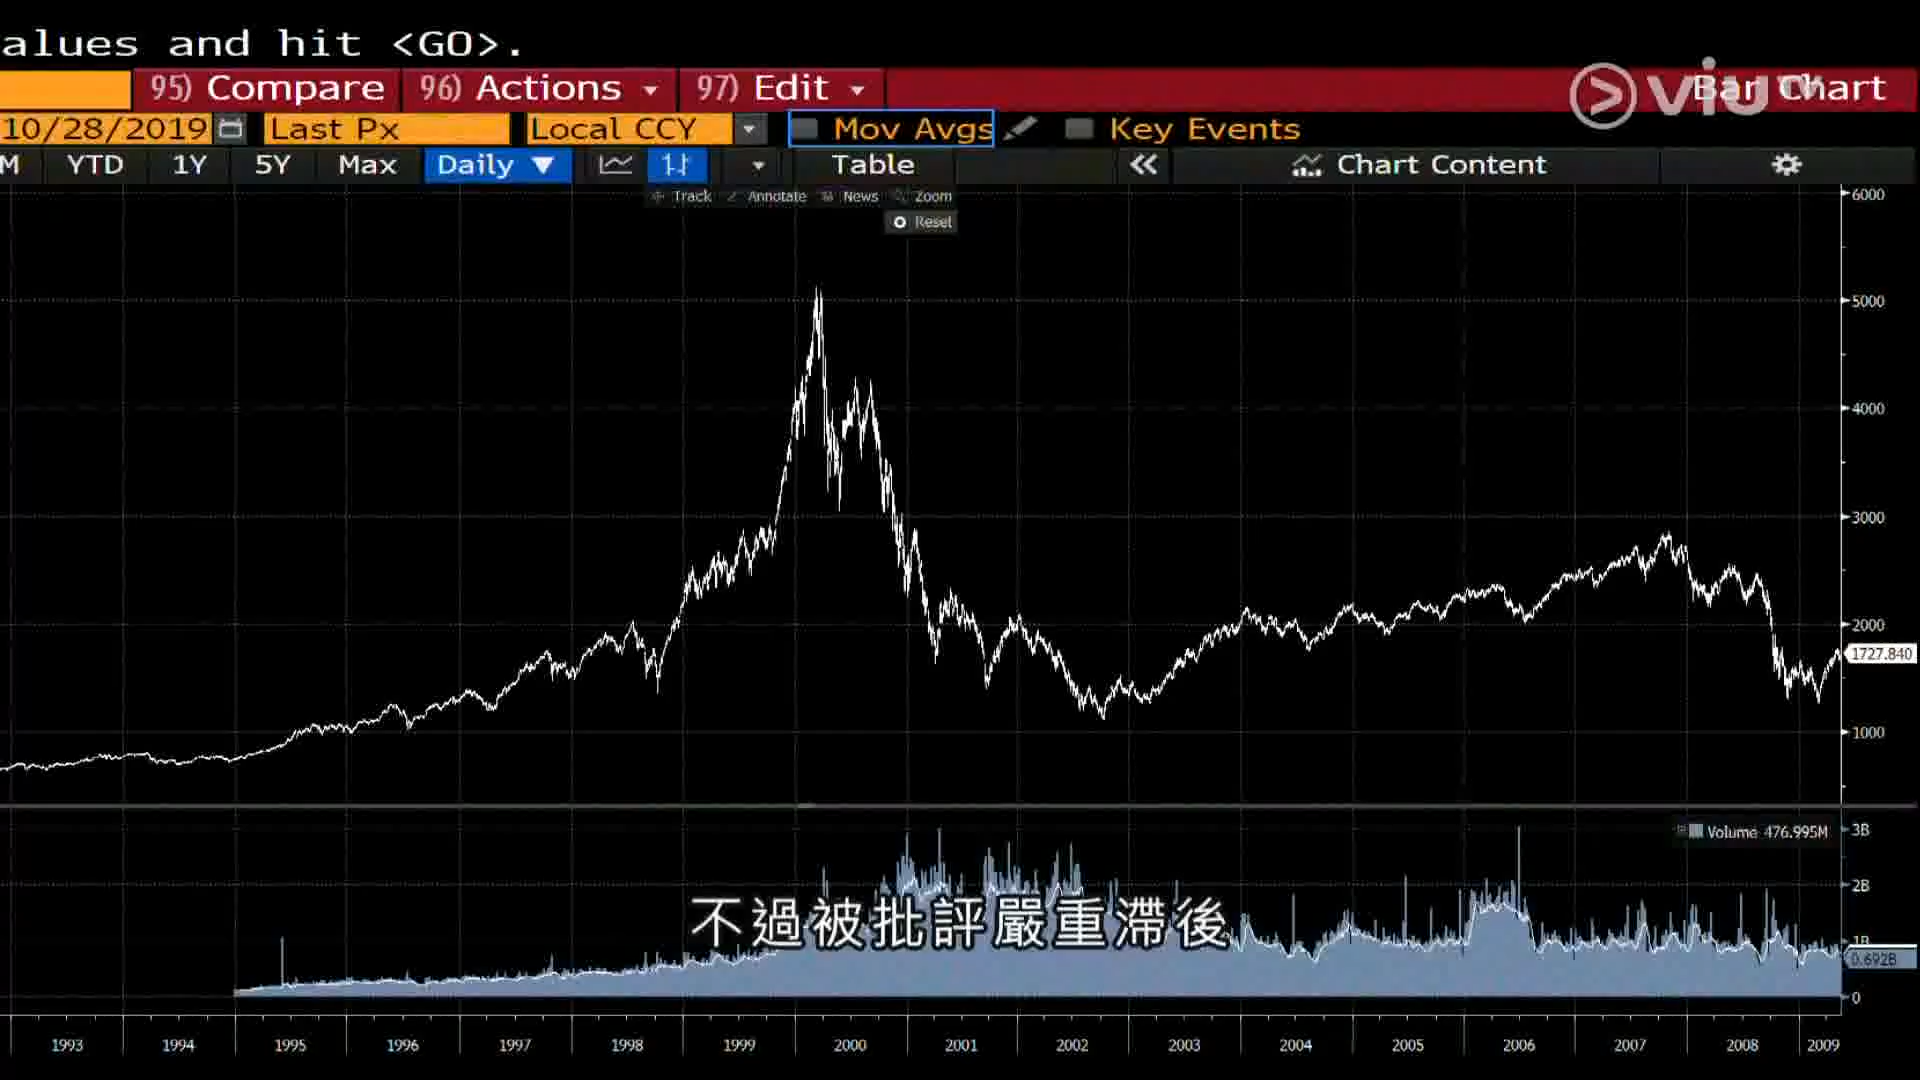 alues and hit <GO>.
95) Compare 96) Actions 97) Edit Bar Chart
viu TV
10/28/2019 Last Px Local CCY Mov Avgs Key Events
M YTD 1Y 5Y Max Daily Table Chart Content
Track Annotate News Zoom
Reset
6000
5000
4000
3000
2000
1727.840
1000
Volume 476.995M
3B
2B
1B
0.692B
0
不過被批評嚴重滯後
1993 1994 1995 1996 1997 1998 1999 2000 2001 2002 2003 2004 2005 2006 2007 2008 2009